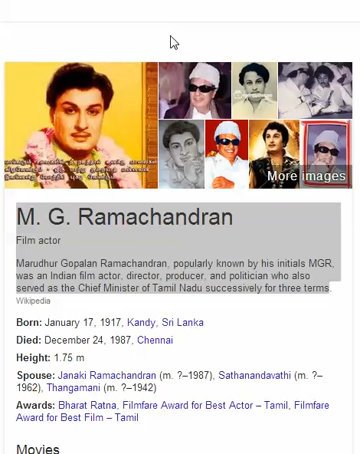 More images
M. G. Ramachandran
Film actor
Marudhur Gopalan Ramachandran, popularly known by his initials MGR,
was an Indian film actor, director, producer, and politician who also
served as the Chief Minister of Tamil Nadu successively for three terms.
Wikipedia
Born: January 17, 1917, Kandy, Sri Lanka
Died: December 24, 1987, Chennai
Height: 1.75 m
Spouse: Janaki Ramachandran (m. ?–1987), Sathanandavathi (m. ?–
1962), Thangamani (m. ?–1942)
Awards: Bharat Ratna, Filmfare Award for Best Actor – Tamil, Filmfare
Award for Best Film – Tamil
Movies